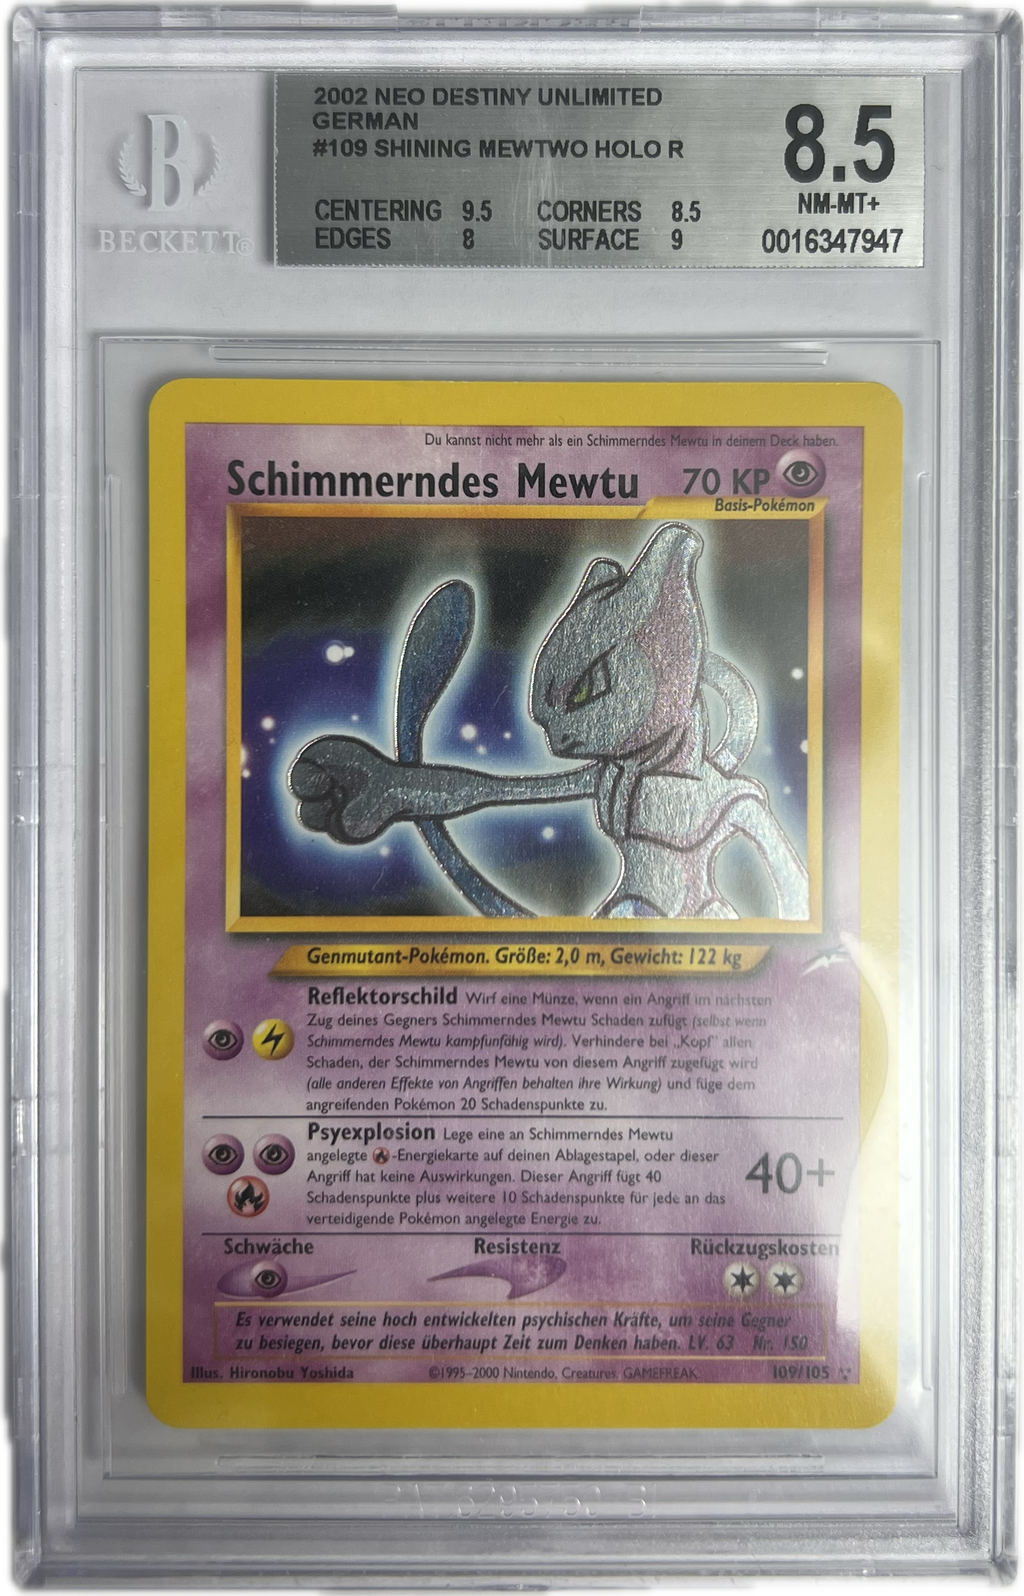 2002 NEO DESTINY UNLIMITED
GERMAN
#109 SHINING MEWTWO HOLO R
8.5
NM-MT+
CENTERING 9.5 CORNERS 8.5
EDGES 8 SURFACE 9
0016347947
B
BECKETT®
Du kannst nicht mehr als ein Schimmerndes Mewtu in deinem Deck haben.
Schimmerndes Mewtu 70 KP
Basis-Pokémon
Genmutant-Pokémon. Größe: 2,0 m, Gewicht: 122 kg
Reflektorschild Wirf eine Münze, wenn ein Angriff im nächsten
Zug deines Gegners Schimmerndes Mewtu Schaden zufügt (selbst wenn
Schimmerndes Mewtu kampfunfähig wird). Verhindere bei „Kopf" allen
Schaden, der Schimmerndes Mewtu von diesem Angriff zugefügt wird
(alle anderen Effekte von Angriffen behalten ihre Wirkung) und füge dem
angreifenden Pokémon 20 Schadenspunkte zu.
Psyexplosion Lege eine an Schimmerndes Mewtu
angelegte -Energiekarte auf deinen Ablagestapel, oder dieser
Angriff hat keine Auswirkungen. Dieser Angriff fügt 40
Schadenspunkte plus weitere 10 Schadenspunkte für jede an das
verteidigende Pokémon angelegte Energie zu.
40+
Schwäche Resistenz Rückzugskosten
Es verwendet seine hoch entwickelten psychischen Kräfte, um seine Gegner
zu besiegen, bevor diese überhaupt Zeit zum Denken haben. LV. 63 Nr. 150
Illus. Hironobu Yoshida ©1995–2000 Nintendo, Creatures, GAMEFREAK. 109/105